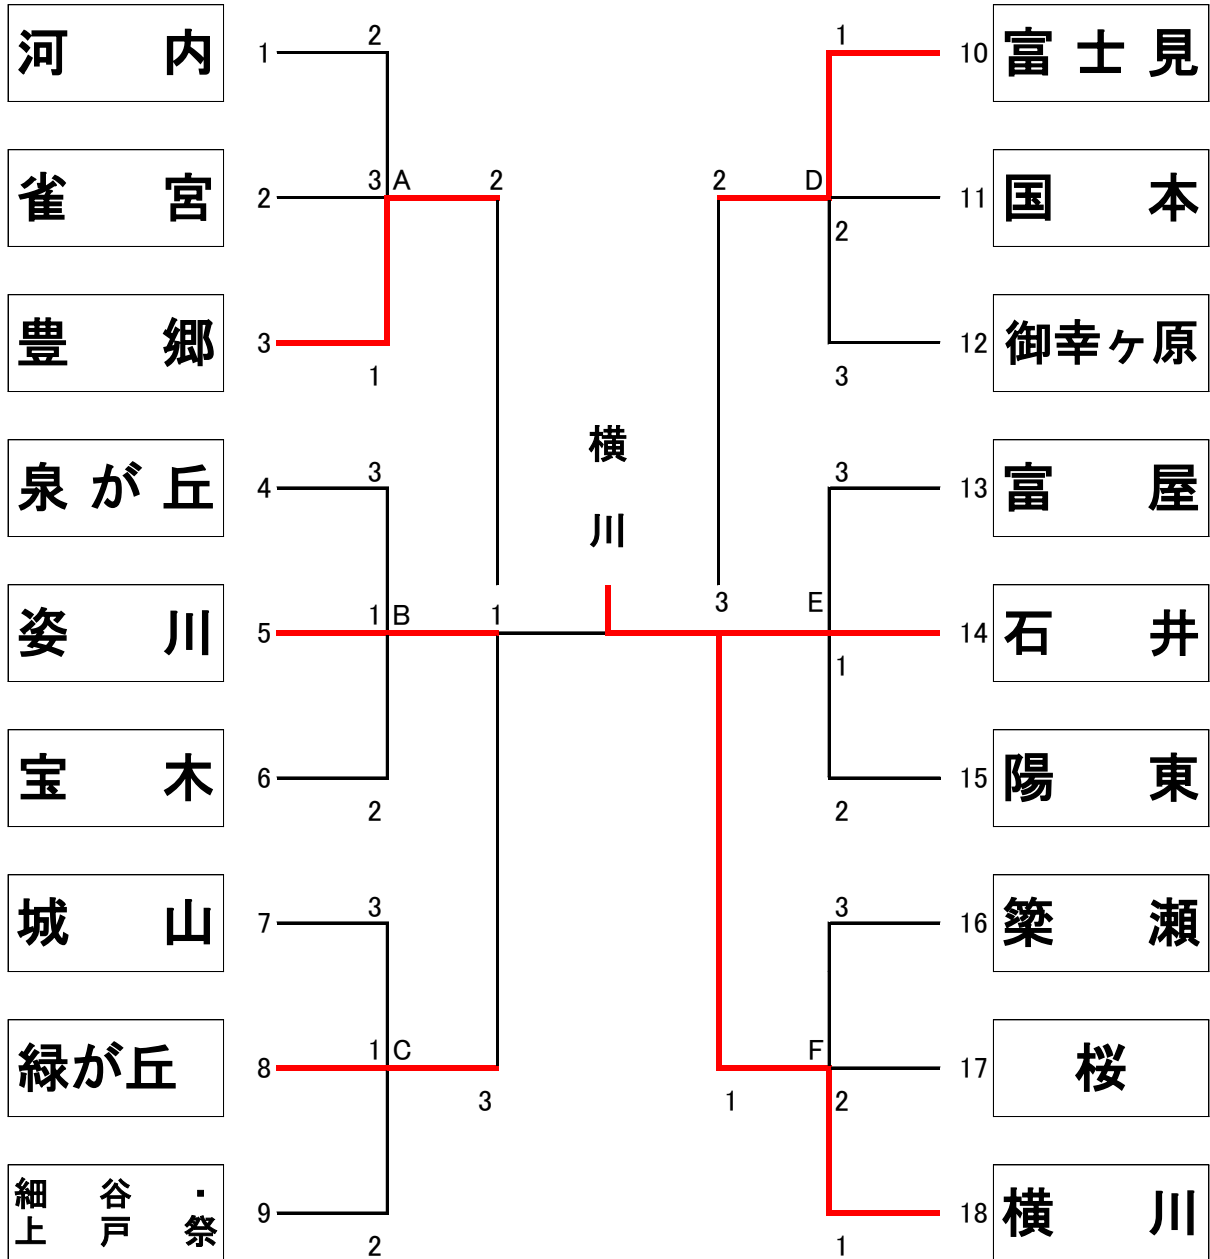 河内
1
2
雀宮
2
3 A
2
豊郷
3
1
泉が丘
4
3
姿川
5
1 B
1
宝木
6
2
城山
7
3
緑が丘
8
1 C
3
細谷・
上戸祭
9
2
横
川
1
10
富士見
2
D
11
国本
2
12
御幸ヶ原
3
3
13
富屋
3
E
14
石井
1
15
陽東
2
3
16
簗瀬
F
17
桜
1
2
18
横川
1